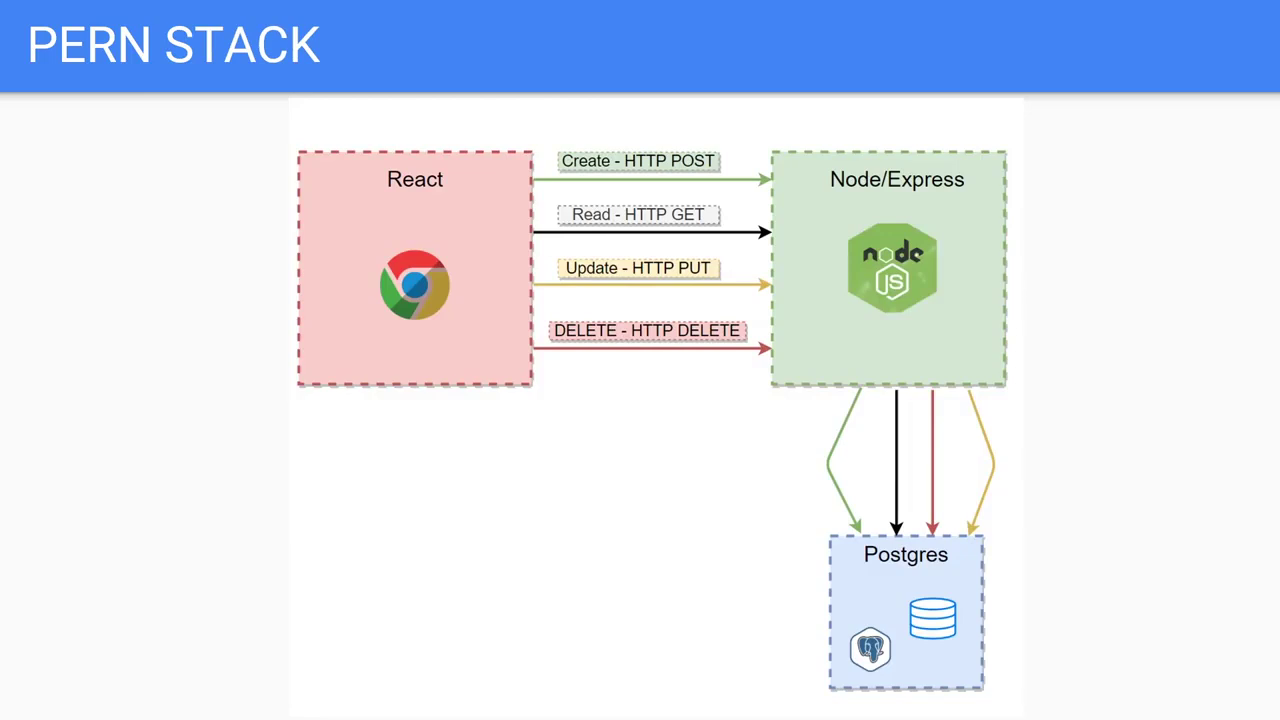 PERN STACK
React
Create - HTTP POST
Read - HTTP GET
Update - HTTP PUT
DELETE - HTTP DELETE
Node/Express
node
JS
Postgres